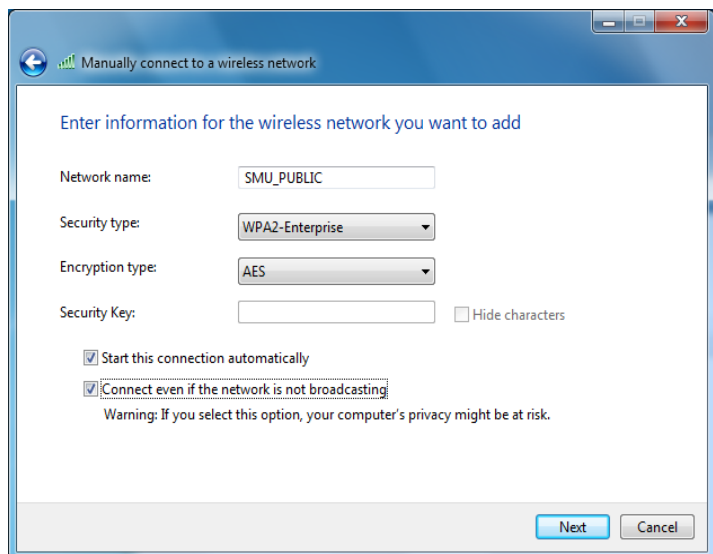 Manually connect to a wireless network
Enter information for the wireless network you want to add
Network name: SMU_PUBLIC
Security type: WPA2-Enterprise
Encryption type: AES
Security Key: Hide characters
Start this connection automatically
Connect even if the network is not broadcasting
Warning: If you select this option, your computer's privacy might be at risk.
Next Cancel